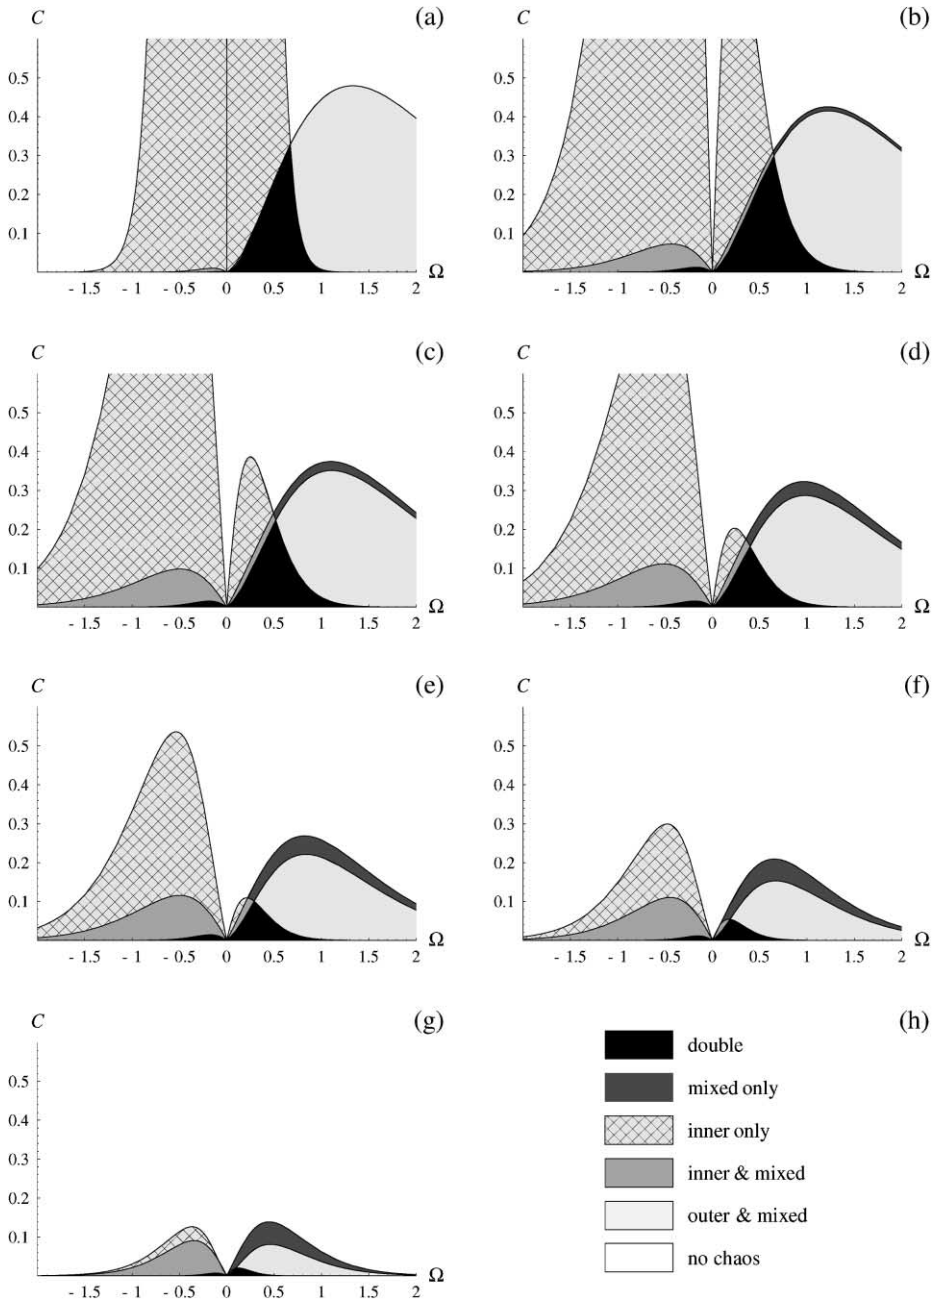 C (a) C (b)
0.5 0.5
0.4 0.4
0.3 0.3
0.2 0.2
0.1 0.1
Ω Ω
- 1.5 - 1 - 0.5 0 0.5 1 1.5 2 - 1.5 - 1 - 0.5 0 0.5 1 1.5 2
C (c) C (d)
0.5 0.5
0.4 0.4
0.3 0.3
0.2 0.2
0.1 0.1
Ω Ω
- 1.5 - 1 - 0.5 0 0.5 1 1.5 2 - 1.5 - 1 - 0.5 0 0.5 1 1.5 2
C (e) C (f)
0.5 0.5
0.4 0.4
0.3 0.3
0.2 0.2
0.1 0.1
Ω Ω
- 1.5 - 1 - 0.5 0 0.5 1 1.5 2 - 1.5 - 1 - 0.5 0 0.5 1 1.5 2
C (g) (h)
0.5
0.4
0.3
0.2
0.1
Ω
- 1.5 - 1 - 0.5 0 0.5 1 1.5 2
double
mixed only
inner only
inner & mixed
outer & mixed
no chaos